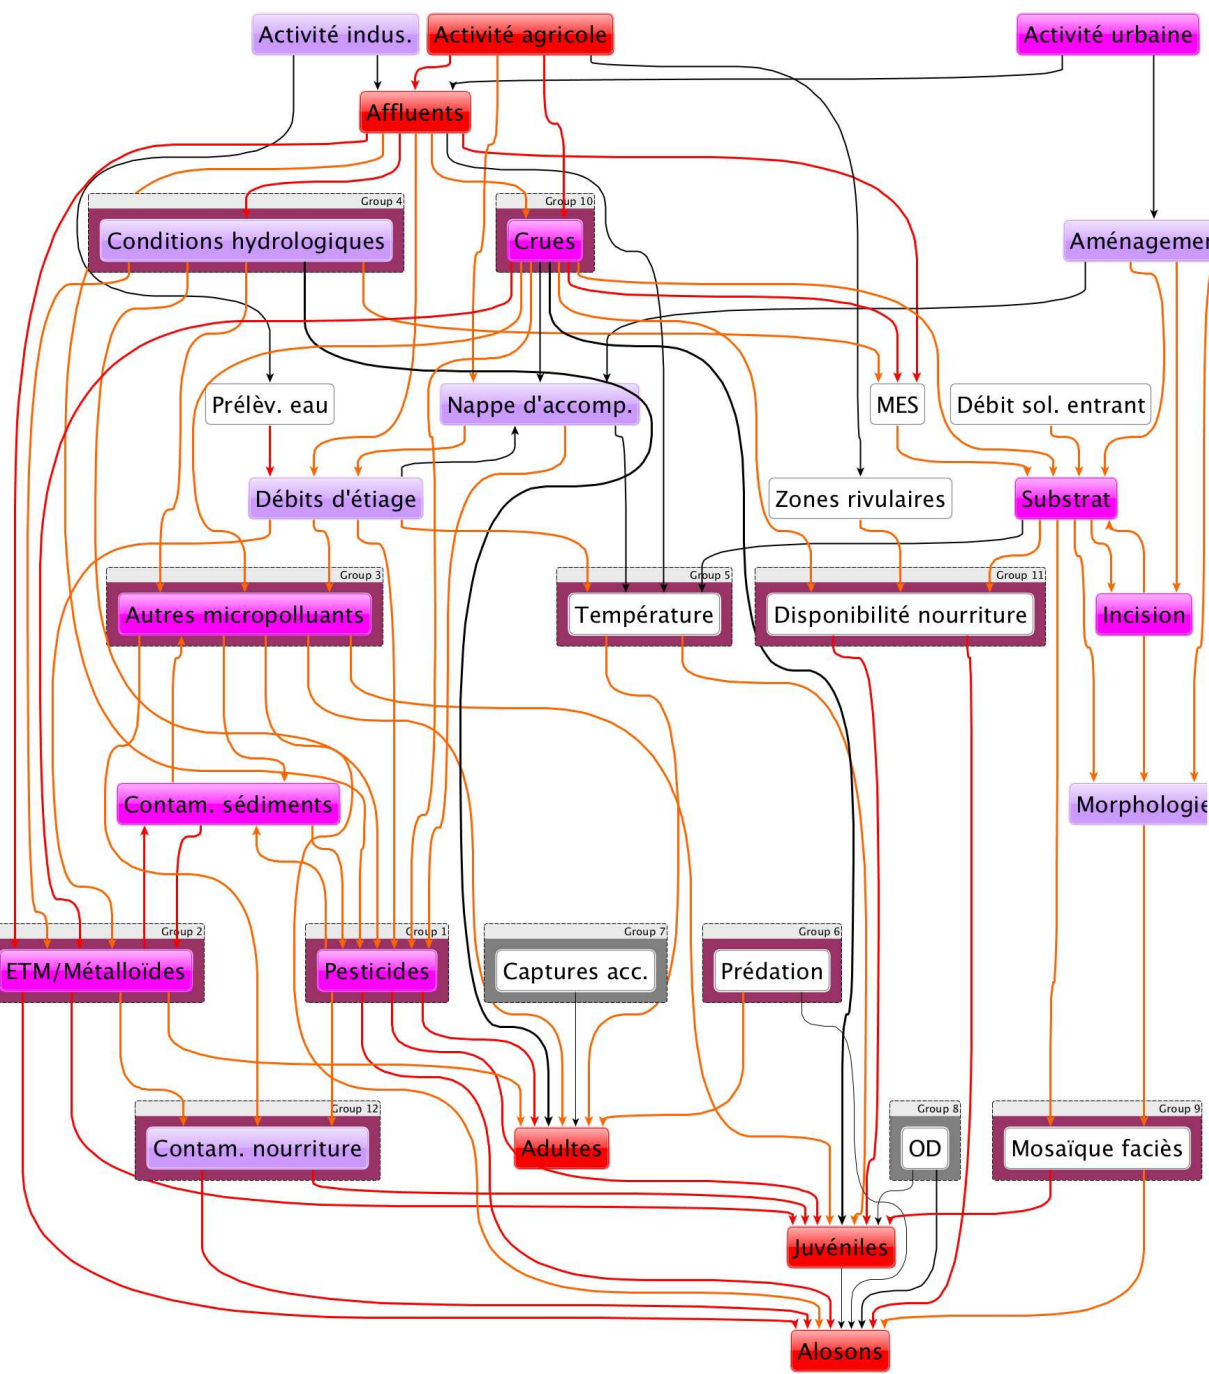 Activité indus.
Activité agricole
Activité urbaine
Affluents
Group 4
Group 10
Conditions hydrologiques
Crues
Aménagemen
Prélèv. eau
Nappe d'accomp.
MES
Débit sol. entrant
Débits d'étiage
Zones rivulaires
Substrat
Group 3
Group 5
Group 11
Autres micropolluants
Température
Disponibilité nourriture
Incision
Contam. sédiments
Morphologie
Group 2
Group 1
Group 7
Group 6
ETM/Métalloïdes
Pesticides
Captures acc.
Prédation
Group 12
Group 8
Group 9
Contam. nourriture
Adultes
OD
Mosaïque faciès
Juvéniles
Alosons